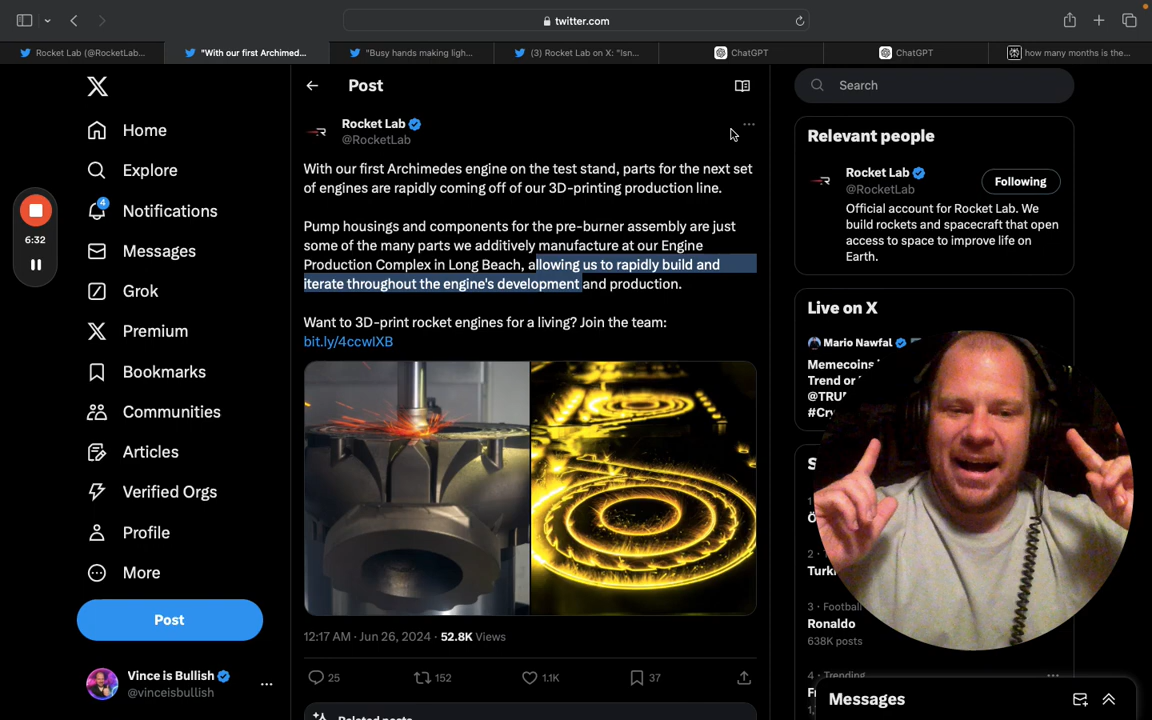 twitter.com
Rocket Lab (@RocketLab...
"With our first Archimed...
"Busy hands making ligh...
(3) Rocket Lab on X: "Isn...
ChatGPT
ChatGPT
how many months is the...
Home
Explore
4
Notifications
Messages
Grok
Premium
Bookmarks
Communities
Articles
Verified Orgs
Profile
More
Post
Vince is Bullish
@vinceisbullish
6:32
Post
Rocket Lab
@RocketLab
With our first Archimedes engine on the test stand, parts for the next set
of engines are rapidly coming off of our 3D-printing production line.
Pump housings and components for the pre-burner assembly are just
some of the many parts we additively manufacture at our Engine
Production Complex in Long Beach, allowing us to rapidly build and
iterate throughout the engine's development and production.
Want to 3D-print rocket engines for a living? Join the team:
bit.ly/4ccwIXB
12:17 AM · Jun 26, 2024 · 52.8K Views
25
152
1.1K
37
Related posts
Search
Relevant people
Rocket Lab
@RocketLab
Following
Official account for Rocket Lab. We
build rockets and spacecraft that open
access to space to improve life on
Earth.
Live on X
Mario Nawfal
Memecoins
Trend or
@TRU
#Cr
2 ·
Turk
3 · Football
Ronaldo
638K posts
4 · Trending
Messages